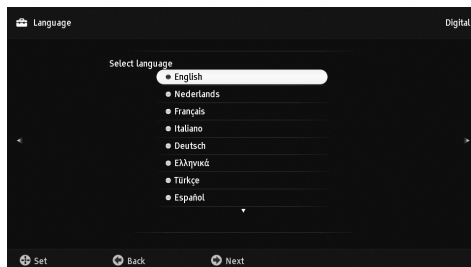 Language
Digital
Select language
English
Nederlands
Français
Italiano
Deutsch
Ελληνικά
Türkçe
Español
Set
Back
Next